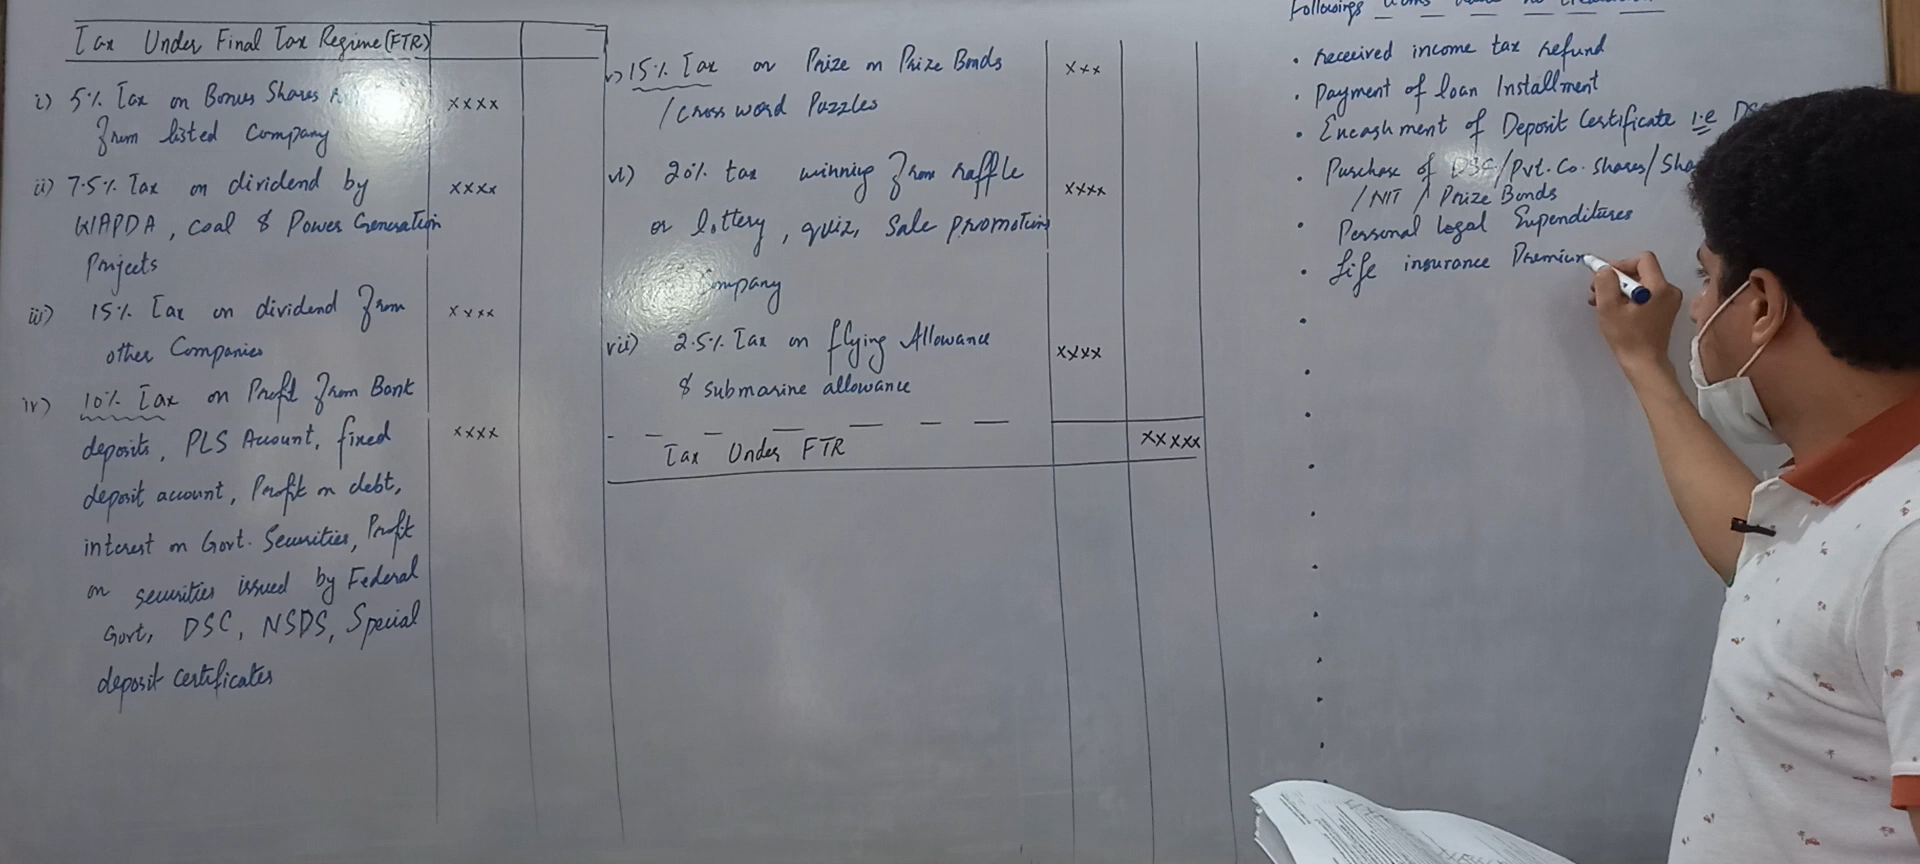 Tax Under Final Tax Regime (FTR)
i) 5% Tax on Bonus Shares
from listed Company
xxxx
ii) 7.5% Tax on dividend by
WAPDA, Coal & Power Generation
Projects
xxxx
iii) 15% Tax on dividend from
other Companies
xxxx
iv) 10% Tax on Profit from Bank
deposits, PLS Account, fixed
deposit account, Profit on debt,
interest on Govt. Securities, Profit
on securities issued by Federal
Govt, DSC, NSDS, Special
deposit certificates
xxxx
v) 15% Tax on Prize on Prize Bonds
/ Cross word Puzzles
xxx
vi) 20% tax winning from raffle
or lottery, quiz, Sale promotion
Company
xxxx
vii) 2.5% Tax on flying Allowance
& submarine allowance
xxxx
Tax Under FTR
xxxxx
Followings items have no
• received income tax refund
• Payment of loan Installment
• Encashment of Deposit Certificate i.e
• Purchase of DSC/Pvt. Co. Shares/
/ NIT / Prize Bonds
• Personal legal Expenditures
• Life insurance Premium